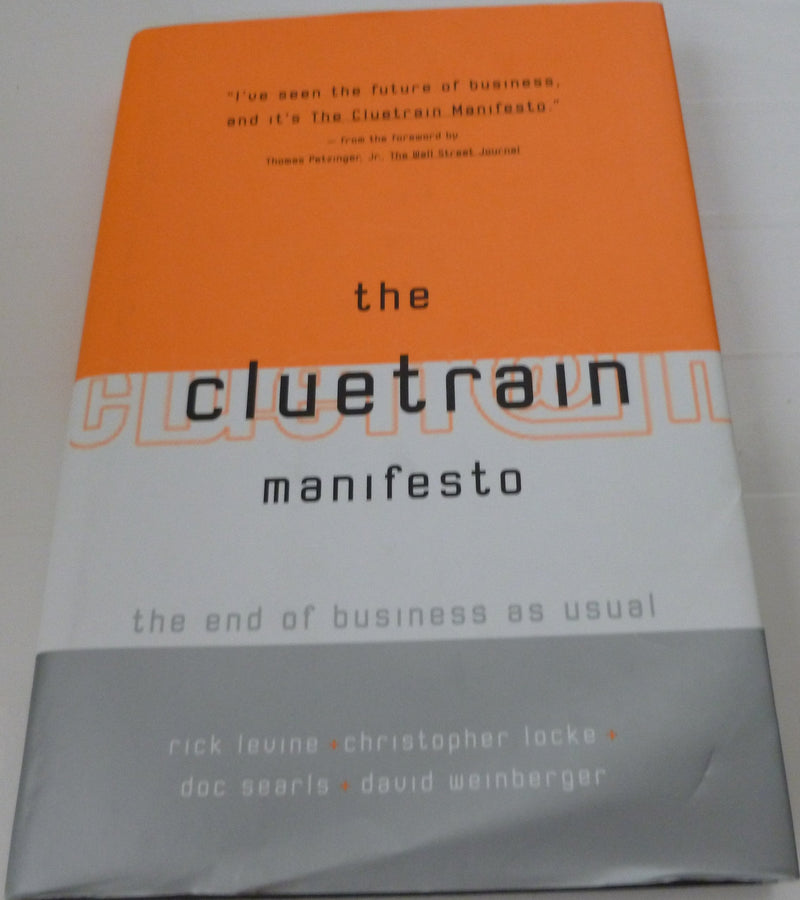 "I've seen the future of business,
and it's The Cluetrain Manifesto."
— from the foreword by
Thomas Petzinger, Jr. The Wall Street Journal
the
cluetrain
manifesto
the end of business as usual
rick levine + christopher locke +
doc searls + david weinberger